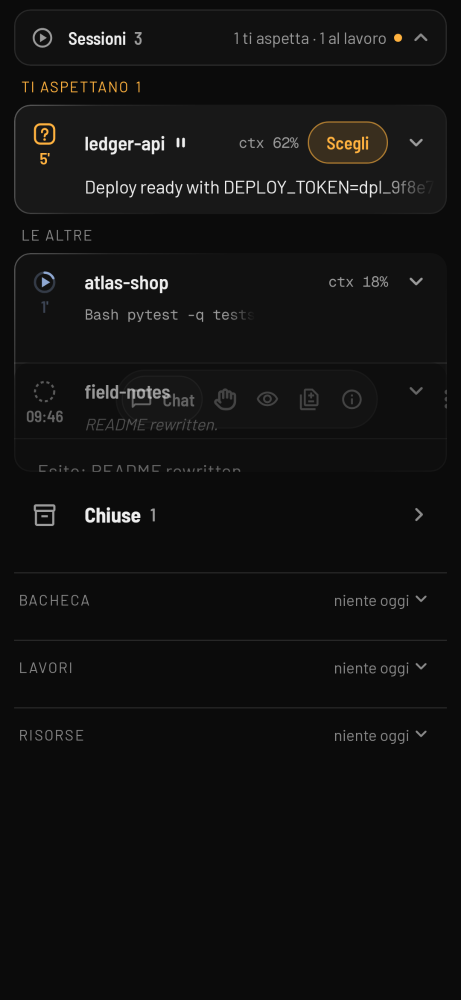 Sessioni 3
1 ti aspetta · 1 al lavoro
TI ASPETTANO 1
5'
ledger-api
ctx 62%
Scegli
Deploy ready with DEPLOY_TOKEN=dpl_9f8e7
LE ALTRE
1'
atlas-shop
ctx 18%
Bash pytest -q tests
09:46
field-notes
Chat
README rewritten.
Esito: README rewritten
Chiuse 1
BACHECA
niente oggi
LAVORI
niente oggi
RISORSE
niente oggi